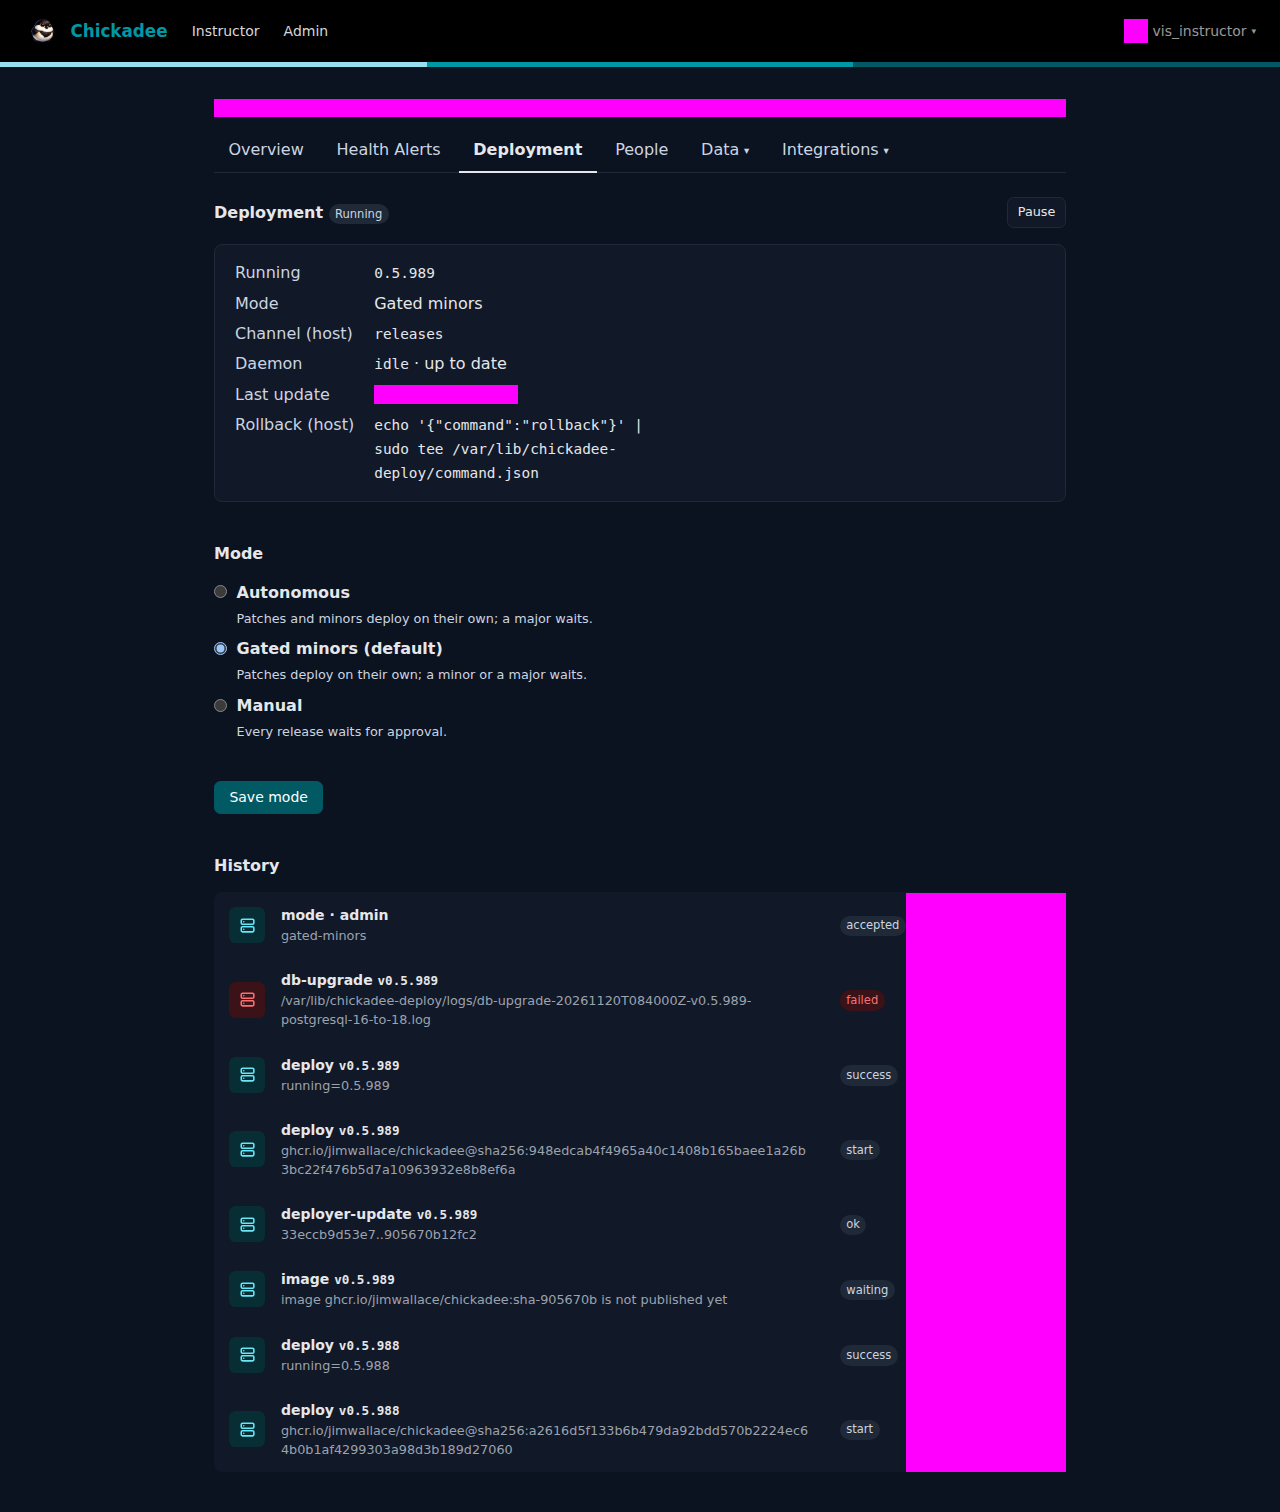 Chickadee Instructor Admin vis_instructor ▾
Overview Health Alerts Deployment People Data ▾ Integrations ▾
Deployment Running Pause
Running 0.5.989
Mode Gated minors
Channel (host) releases
Daemon idle · up to date
Last update
Rollback (host) echo '{"command":"rollback"}' |
sudo tee /var/lib/chickadee-
deploy/command.json
Mode
Autonomous
Patches and minors deploy on their own; a major waits.
Gated minors (default)
Patches deploy on their own; a minor or a major waits.
Manual
Every release waits for approval.
Save mode
History
mode · admin
gated-minors
accepted
db-upgrade v0.5.989
/var/lib/chickadee-deploy/logs/db-upgrade-20261120T084000Z-v0.5.989-
postgresql-16-to-18.log
failed
deploy v0.5.989
running=0.5.989
success
deploy v0.5.989
ghcr.io/jimwallace/chickadee@sha256:948edcab4f4965a40c1408b165baee1a26b
3bc22f476b5d7a10963932e8b8ef6a
start
deployer-update v0.5.989
33eccb9d53e7..905670b12fc2
ok
image v0.5.989
image ghcr.io/jimwallace/chickadee:sha-905670b is not published yet
waiting
deploy v0.5.988
running=0.5.988
success
deploy v0.5.988
ghcr.io/jimwallace/chickadee@sha256:a2616d5f133b6b479da92bdd570b2224ec6
4b0b1af4299303a98d3b189d27060
start